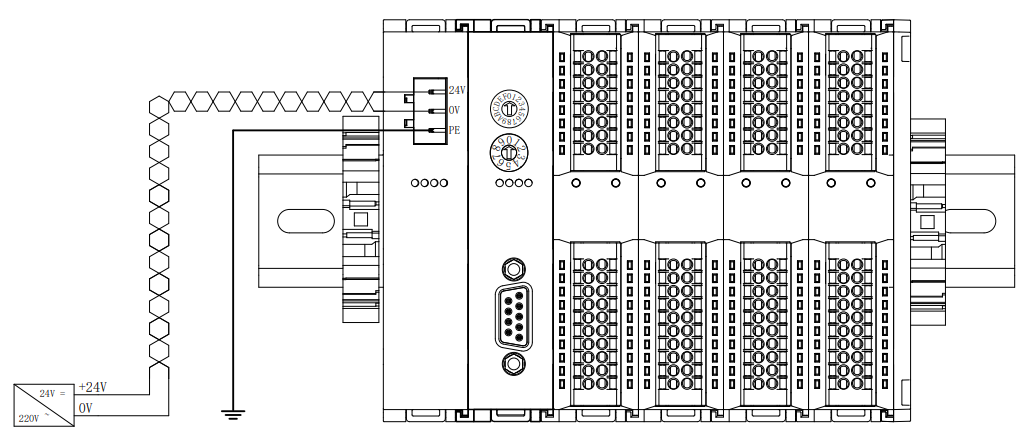 24V
0V
PE
+24V
24V =
0V
220V ~